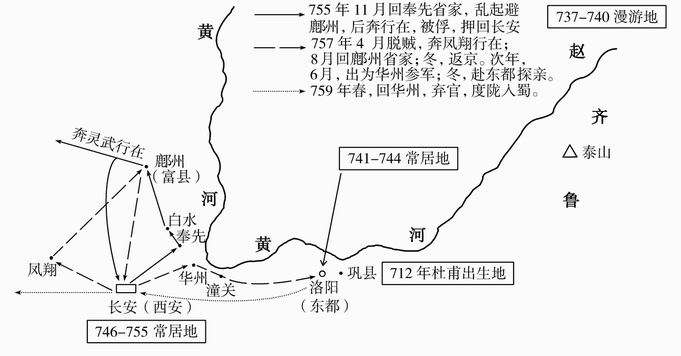 755 年 11 月回奉先省家，乱起避
鄜州，后奔行在，被俘，押回长安
757 年 4 月脱贼，奔凤翔行在；
8月回鄜州省家；冬，返京。次年，
6月，出为华州参军；冬，赴东都探亲。
759 年春，回华州，弃官，度陇入蜀。
737-740 漫游地
黄
河
黄
河
赵
齐
鲁
泰山
741-744 常居地
奔灵武行在
鄜州
（富县）
白水
奉先
凤翔
华州
潼关
洛阳
（东都）
巩县
712 年杜甫出生地
长安（西安）
746-755 常居地